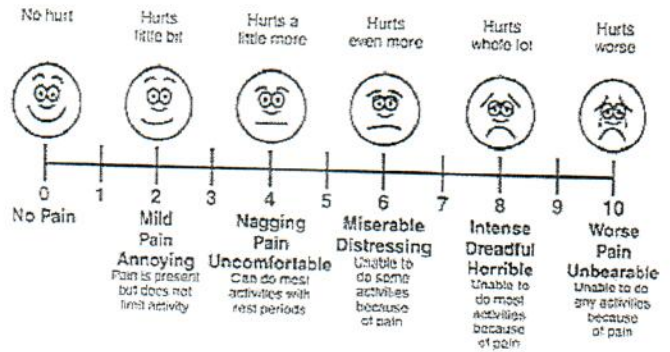 No hurt
Hurts
little bit
Hurts a
little more
Hurts
even more
Hurts
whole lot
Hurts
worse
0 1 2 3 4 5 6 7 8 9 10
No Pain
Mild
Pain
Annoying
Pain is present
but does not
limit activity
Nagging
Pain
Uncomfortable
Can do most
activities with
rest periods
Miserable
Distressing
Unable to
do some
activities
because
of pain
Intense
Dreadful
Horrible
Unable to
do most
activities
because
of pain
Worse
Pain
Unbearable
Unable to do
any activities
because
of pain